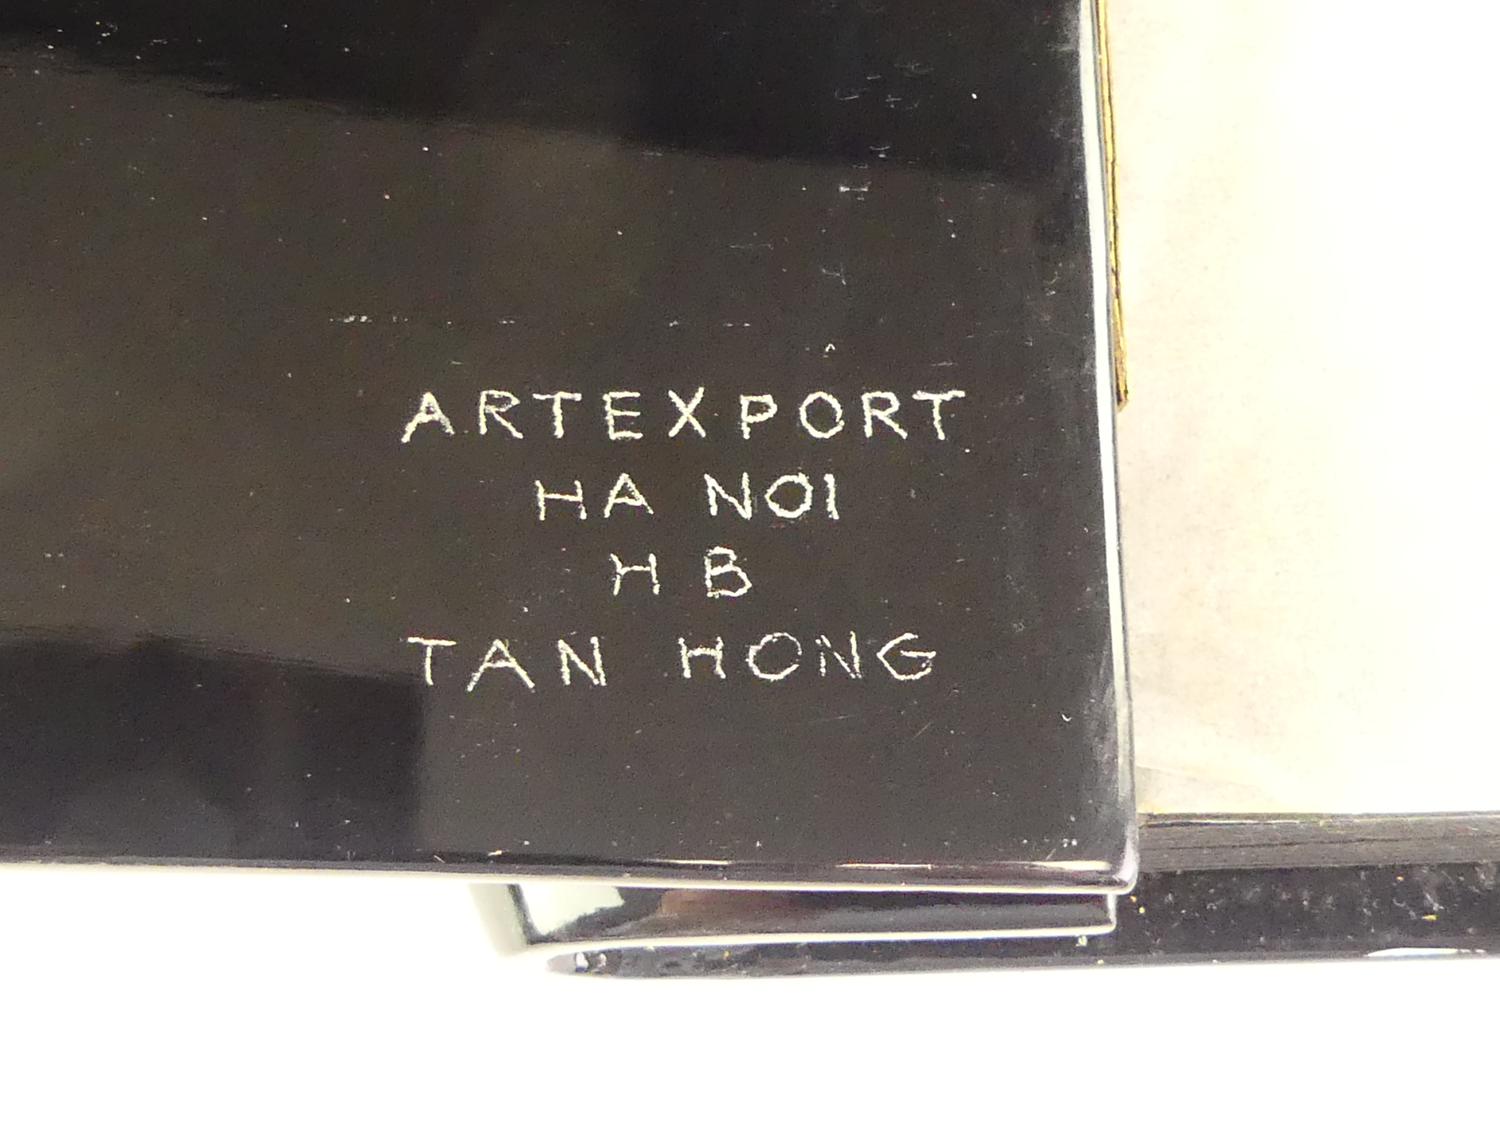 ARTEXPORT
HA NOI
H B
TAN HONG